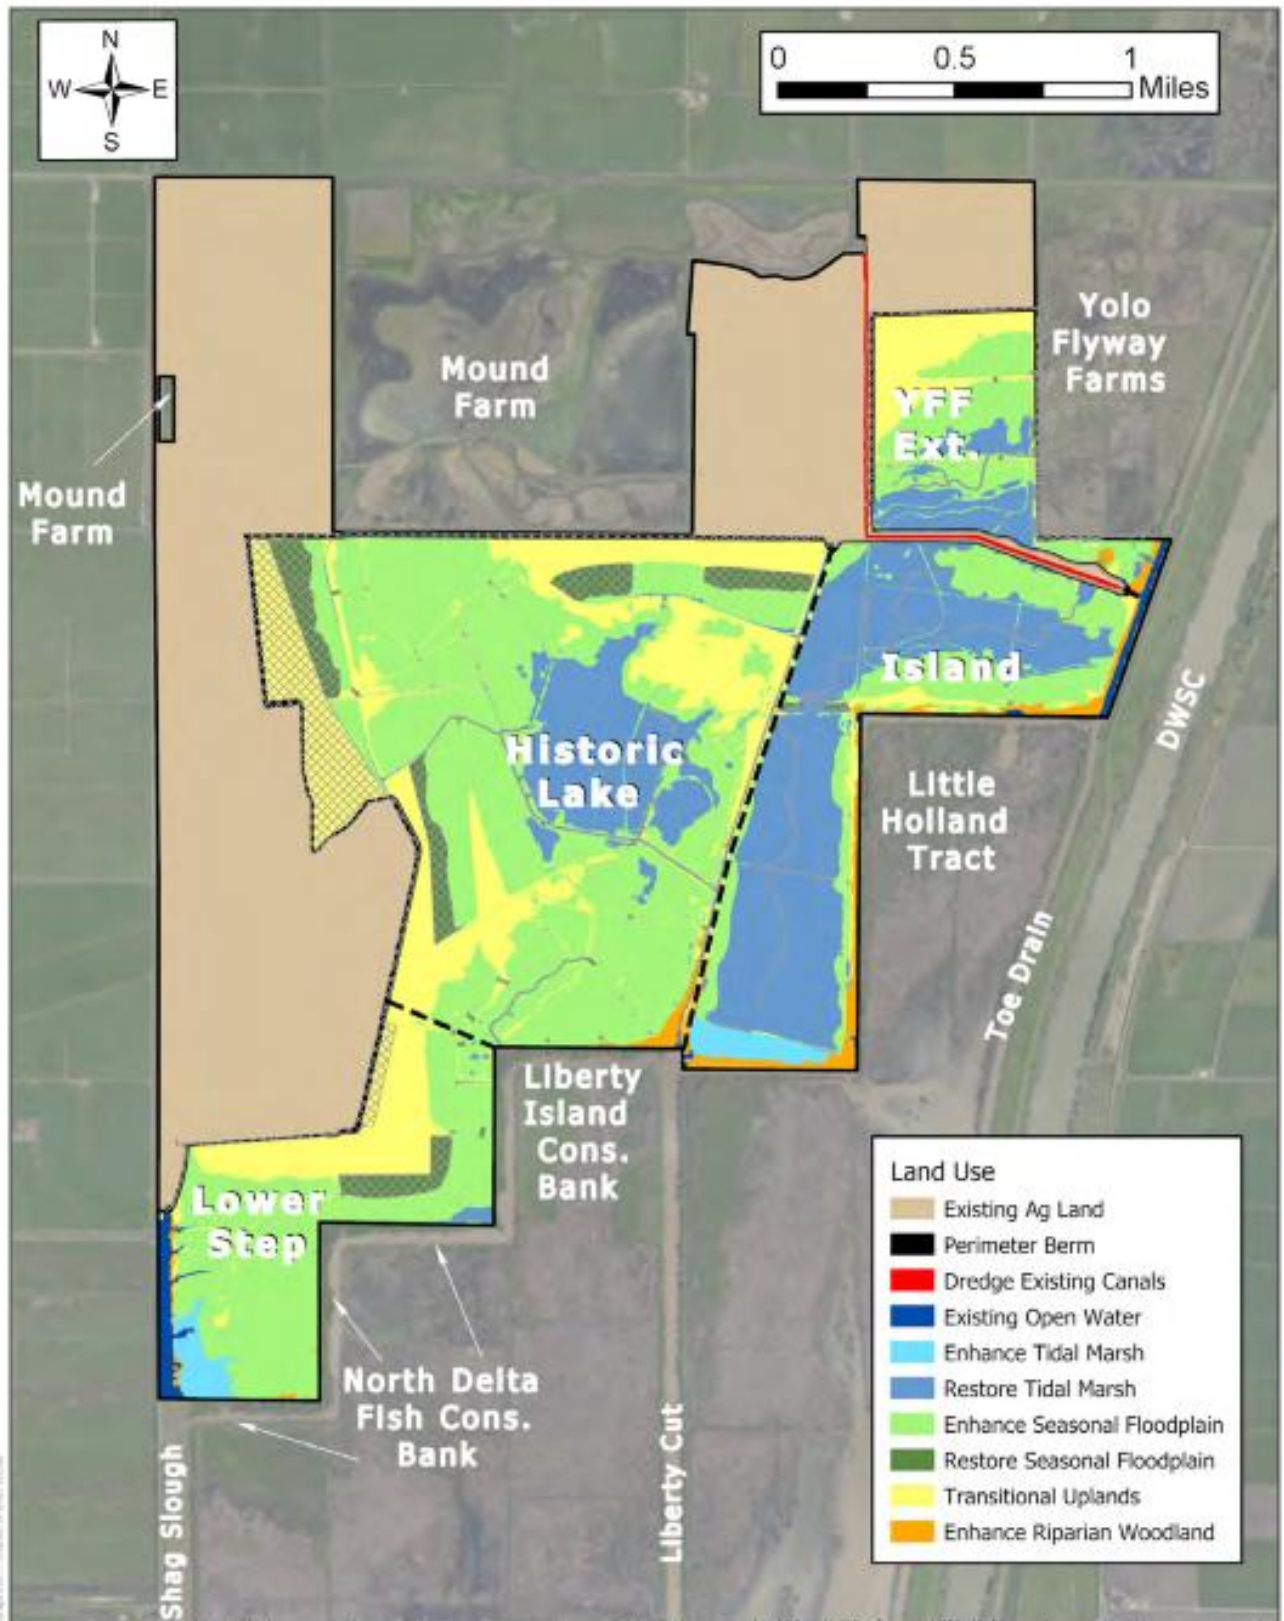 N
W E
S
0 0.5 1
Miles
Yolo
Flyway
Farms
Mound
Farm
YFF
Ext.
Mound
Farm
Island
DWSC
Historic
Lake
Little
Holland
Tract
Toe Drain
Liberty
Island
Cons.
Bank
Lower
Step
North Delta
Fish Cons.
Bank
Shag Slough
Liberty Cut
Land Use
Existing Ag Land
Perimeter Berm
Dredge Existing Canals
Existing Open Water
Enhance Tidal Marsh
Restore Tidal Marsh
Enhance Seasonal Floodplain
Restore Seasonal Floodplain
Transitional Uplands
Enhance Riparian Woodland